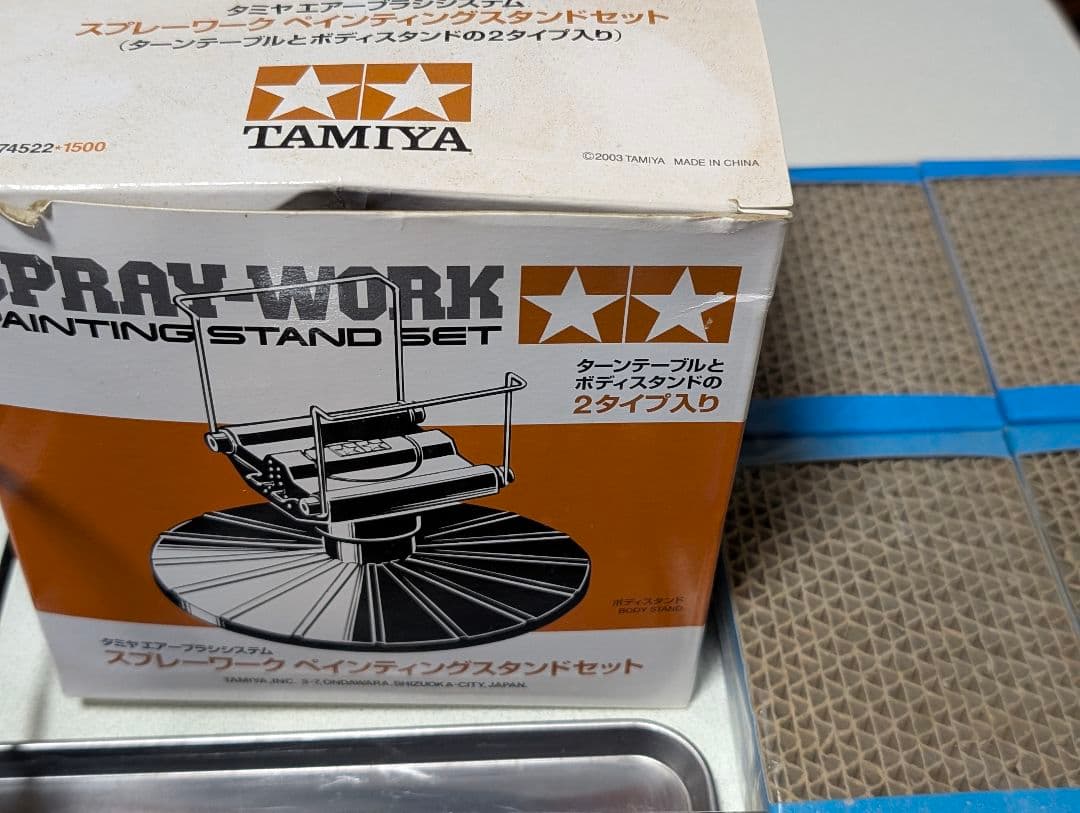 タミヤ エアーブラシシステム
スプレーワーク ペインティングスタンドセット
(ターンテーブルとボディスタンドの2タイプ入り)
TAMIYA
74522*1500
©2003 TAMIYA MADE IN CHINA
SPRAY-WORK
PAINTING STAND SET
ターンテーブルと
ボディスタンドの
2タイプ入り
ボディスタンド
BODY STAND
タミヤ エアーブラシシステム
スプレーワーク ペインティングスタンドセット
TAMIYA, INC. 3-7, ONDAWARA, SHIZUOKA-CITY, JAPAN.